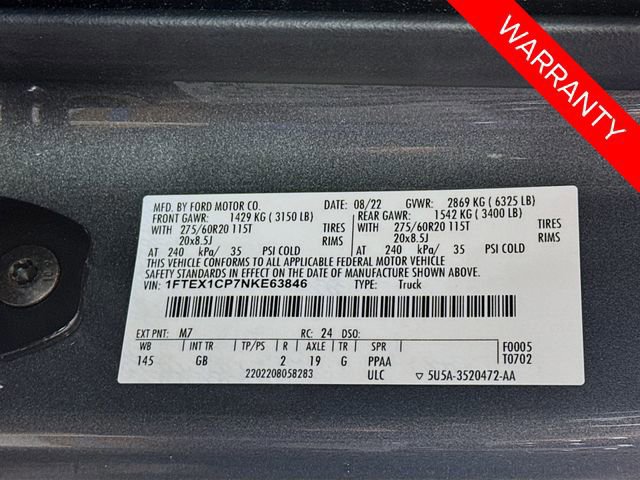 WARRANTY
MFD. BY FORD MOTOR CO. DATE: 08/22 GVWR: 2869 KG ( 6325 LB)
FRONT GAWR: 1429 KG ( 3150 LB) REAR GAWR: 1542 KG ( 3400 LB)
WITH 275/60R20 115T TIRES WITH 275/60R20 115T TIRES
20x8.5J RIMS 20x8.5J RIMS
AT 240 kPa/ 35 PSI COLD AT 240 kPa/ 35 PSI COLD
THIS VEHICLE CONFORMS TO ALL APPLICABLE FEDERAL MOTOR VEHICLE
SAFETY STANDARDS IN EFFECT ON THE DATE OF MANUFACTURE SHOWN ABOVE.
VIN: 1FTEX1CP7NKE63846 TYPE: Truck
EXT PNT: M7 RC: 24 DSO: F0005
WB INT TR TP/PS R AXLE TR SPR T0702
145 GB 2 19 G PPAA
2202208058283 ULC ▽ 5U5A-3520472-AA